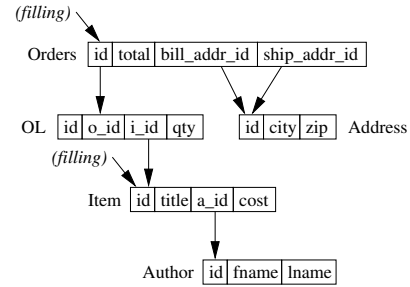 (filling)
Orders id total bill_addr_id ship_addr_id
OL id o_id i_id qty id city zip Address
(filling)
Item id title a_id cost
Author id fname lname